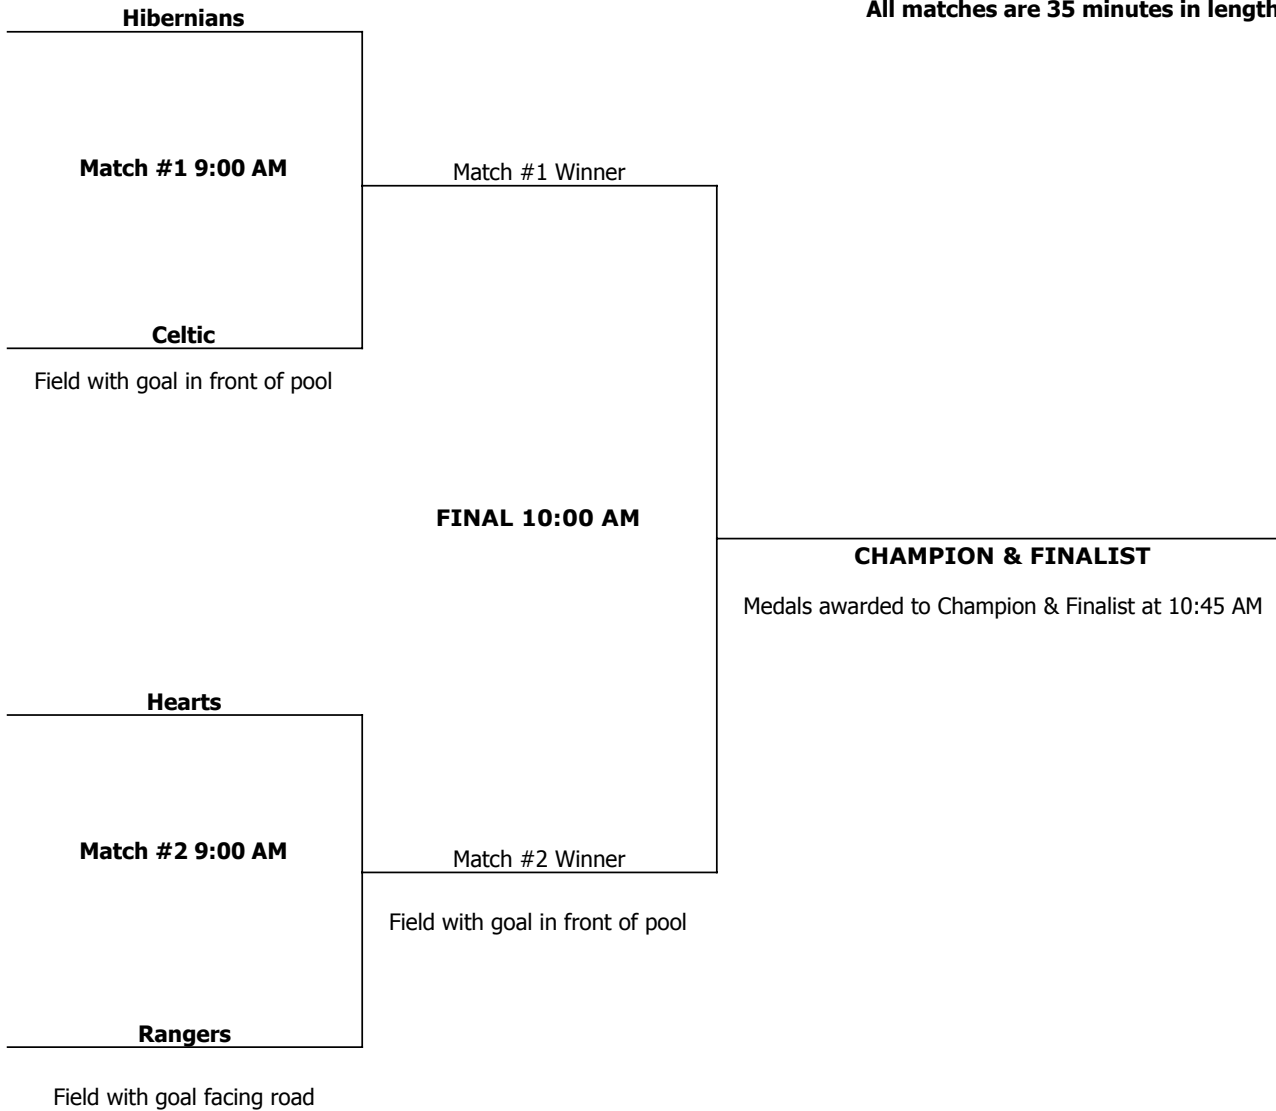 Hibernians
All matches are 35 minutes in length
Match #1 9:00 AM
Match #1 Winner
Celtic
Field with goal in front of pool
FINAL 10:00 AM
CHAMPION & FINALIST
Medals awarded to Champion & Finalist at 10:45 AM
Hearts
Match #2 9:00 AM
Match #2 Winner
Field with goal in front of pool
Rangers
Field with goal facing road